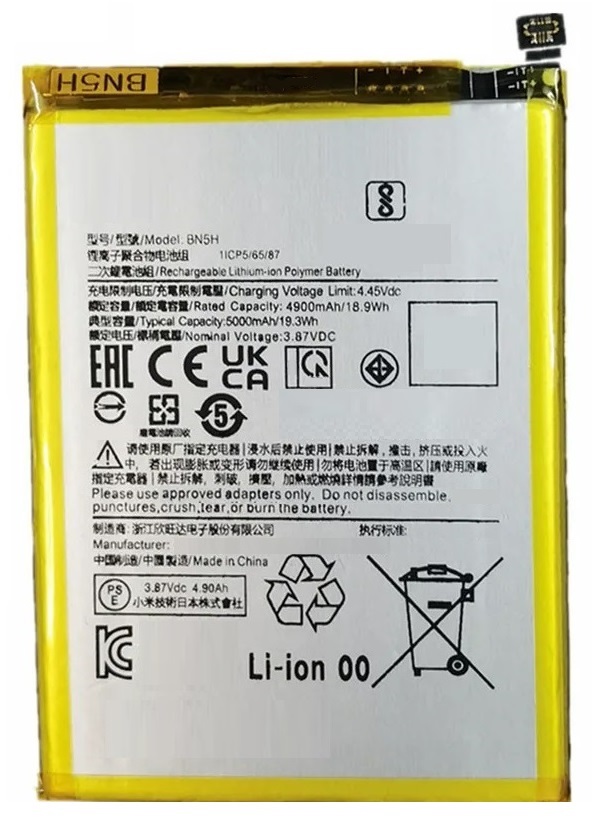 BN5H
- I T +
-IT+
-IT+
型号/型號/Model: BN5H
锂离子聚合物电池组 1ICP5/65/87
二次鋰電池組/Rechargeable Lithium-ion Polymer Battery
充电限制电压/充電限制電壓/Charging Voltage Limit:4.45Vdc
额定容量/額定電容量/Rated Capacity: 4900mAh/18.9Wh
典型容量/Typical Capacity:5000mAh/19.3Wh
额定电压/標稱電壓/Nominal Voltage:3.87VDC
EAC CE UK
CA
5
廢電池請回收
请使用原厂指定充电器|浸水后禁止使用|禁止拆解，撞击，挤压或投入火
中，若出现膨胀或变形请勿继续使用|勿将电池置于高温区|請使用原廠
指定充電器，禁止拆解，刺破，擠壓，加熱或燃燒詳情請參考說明書
Please use approved adapters only. Do not disassemble,
punctures,crush,tear,or burn the battery.
制造商: 浙江欣旺达电子股份有限公司 执行标准:
Manufacturer:
中国制造/中國製造/Made in China
PS
E
3.87Vdc 4.90Ah
小米技術日本株式会社
Li-ion 00